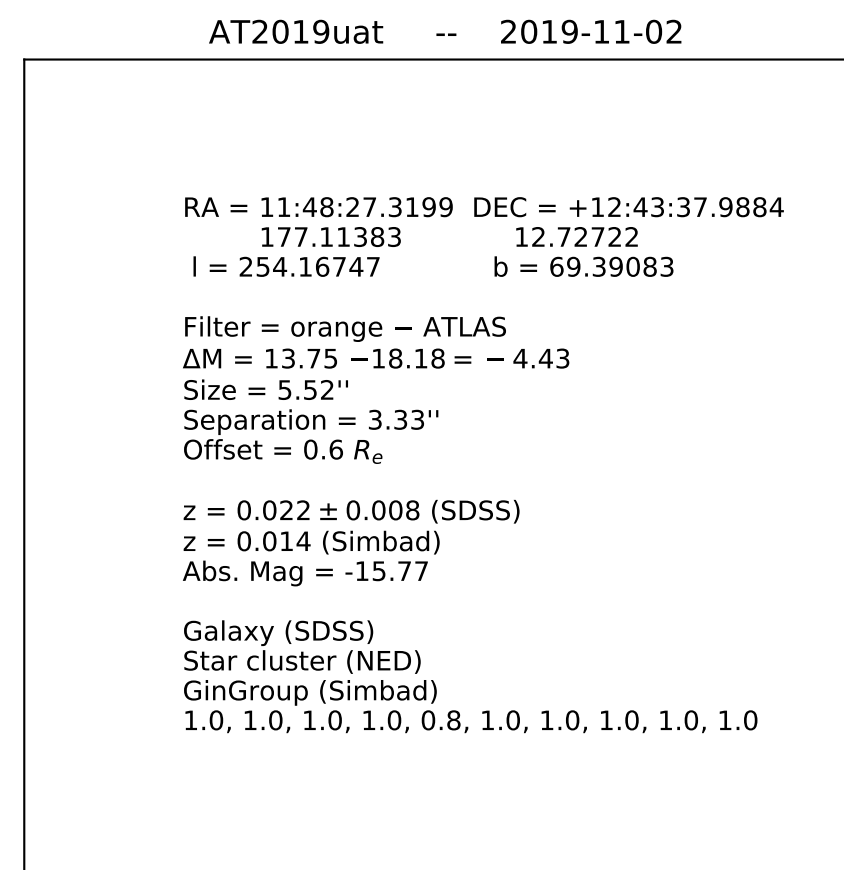 AT2019uat -- 2019-11-02
RA = 11:48:27.3199 DEC = +12:43:37.9884
177.11383 12.72722
l = 254.16747 b = 69.39083
Filter = orange − ATLAS
ΔM = 13.75 −18.18 = − 4.43
Size = 5.52''
Separation = 3.33''
Offset = 0.6 Re
z = 0.022 ± 0.008 (SDSS)
z = 0.014 (Simbad)
Abs. Mag = -15.77
Galaxy (SDSS)
Star cluster (NED)
GinGroup (Simbad)
1.0, 1.0, 1.0, 1.0, 0.8, 1.0, 1.0, 1.0, 1.0, 1.0